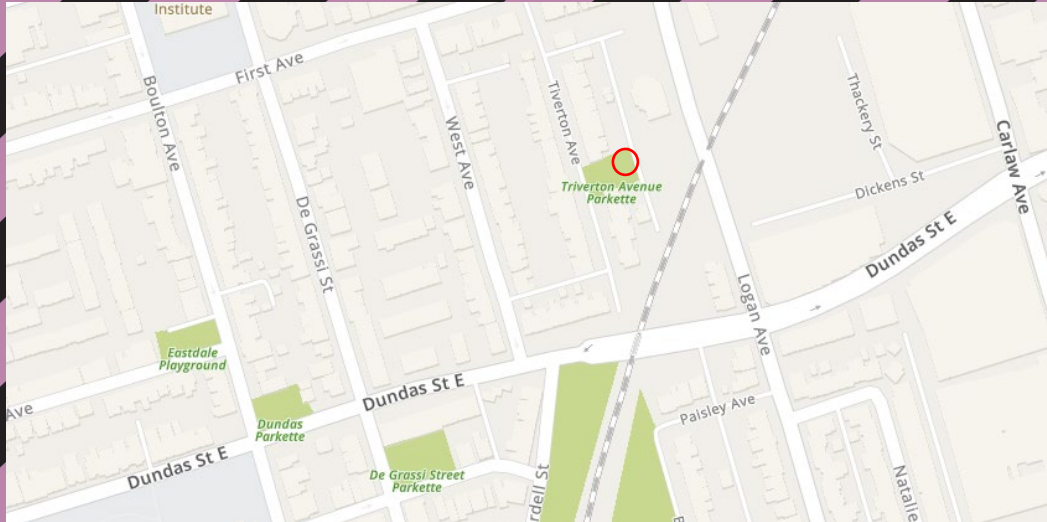 Institute
First Ave
Boulton Ave
De Grassi St
West Ave
Tiverton Ave
Triverton Avenue
Parkette
Thackery St
Carlaw Ave
Dickens St
Dundas St E
Logan Ave
Eastdale
Playground
Ave
Dundas
Parkette
Dundas St E
Dundas St E
De Grassi Street
Parkette
Paisley Ave
rdell St
Natalie